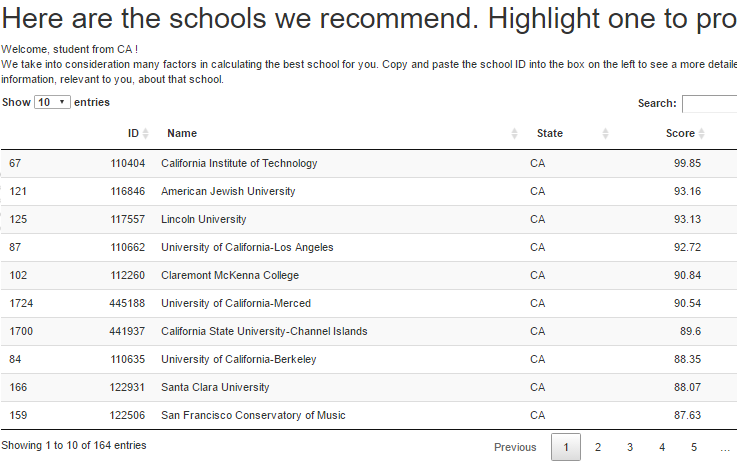 Here are the schools we recommend. Highlight one to pro
Welcome, student from CA !
We take into consideration many factors in calculating the best school for you. Copy and paste the school ID into the box on the left to see a more detaile
information, relevant to you, about that school.
Show 10 entries Search:
ID Name State Score
67 110404 California Institute of Technology CA 99.85
121 116846 American Jewish University CA 93.16
125 117557 Lincoln University CA 93.13
87 110662 University of California-Los Angeles CA 92.72
102 112260 Claremont McKenna College CA 90.84
1724 445188 University of California-Merced CA 90.54
1700 441937 California State University-Channel Islands CA 89.6
84 110635 University of California-Berkeley CA 88.35
166 122931 Santa Clara University CA 88.07
159 122506 San Francisco Conservatory of Music CA 87.63
Showing 1 to 10 of 164 entries Previous 1 2 3 4 5 ...